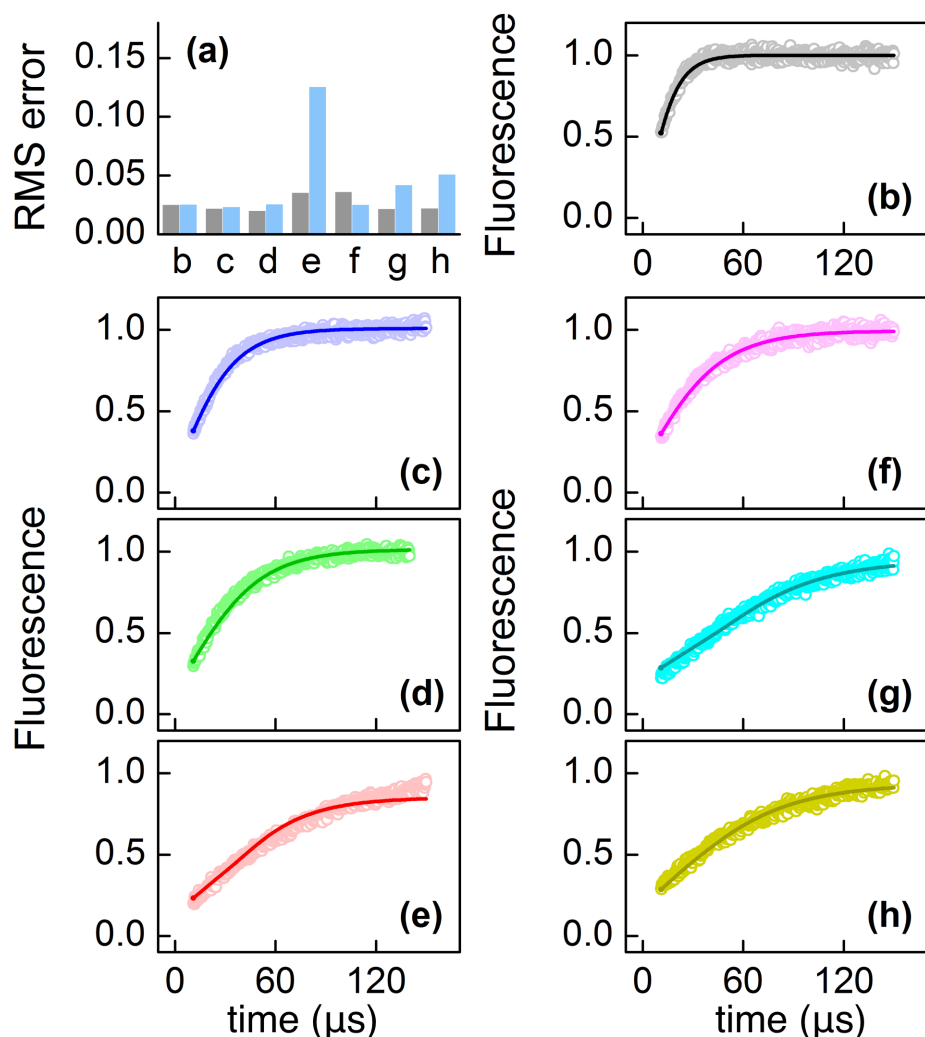 RMS error
0.15
0.10
0.05
0.00
(a)
b c d e f g h
Fluorescence
1.0
0.5
0.0
(b)
0 60 120
Fluorescence
1.0
0.5
0.0
(c)
1.0
0.5
0.0
(d)
1.0
0.5
0.0
(e)
0 60 120
time (μs)
Fluorescence
1.0
0.5
0.0
(f)
1.0
0.5
0.0
(g)
1.0
0.5
0.0
(h)
0 60 120
time (μs)